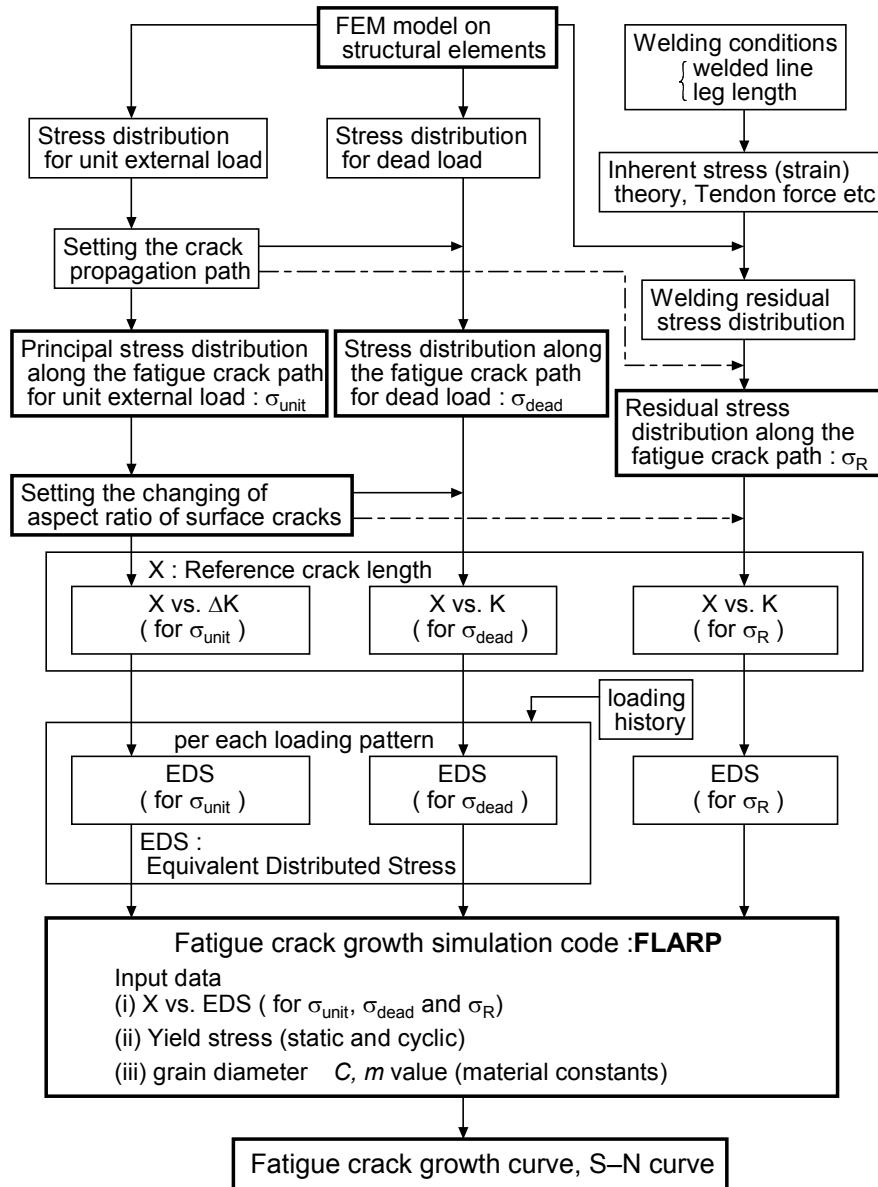 FEM model on
structural elements
Welding conditions
welded line
leg length
Stress distribution
for unit external load
Stress distribution
for dead load
Inherent stress (strain)
theory, Tendon force etc
Setting the crack
propagation path
Welding residual
stress distribution
Principal stress distribution
along the fatigue crack path
for unit external load : σunit
Stress distribution along
the fatigue crack path
for dead load : σdead
Residual stress
distribution along the
fatigue crack path : σR
Setting the changing of
aspect ratio of surface cracks
X : Reference crack length
X vs. ΔK
( for σunit )
X vs. K
( for σdead )
X vs. K
( for σR )
loading
history
per each loading pattern
EDS
( for σunit )
EDS
( for σdead )
EDS
( for σR )
EDS :
Equivalent Distributed Stress
Fatigue crack growth simulation code :FLARP
Input data
(i) X vs. EDS ( for σunit, σdead and σR)
(ii) Yield stress (static and cyclic)
(iii) grain diameter C, m value (material constants)
Fatigue crack growth curve, S–N curve